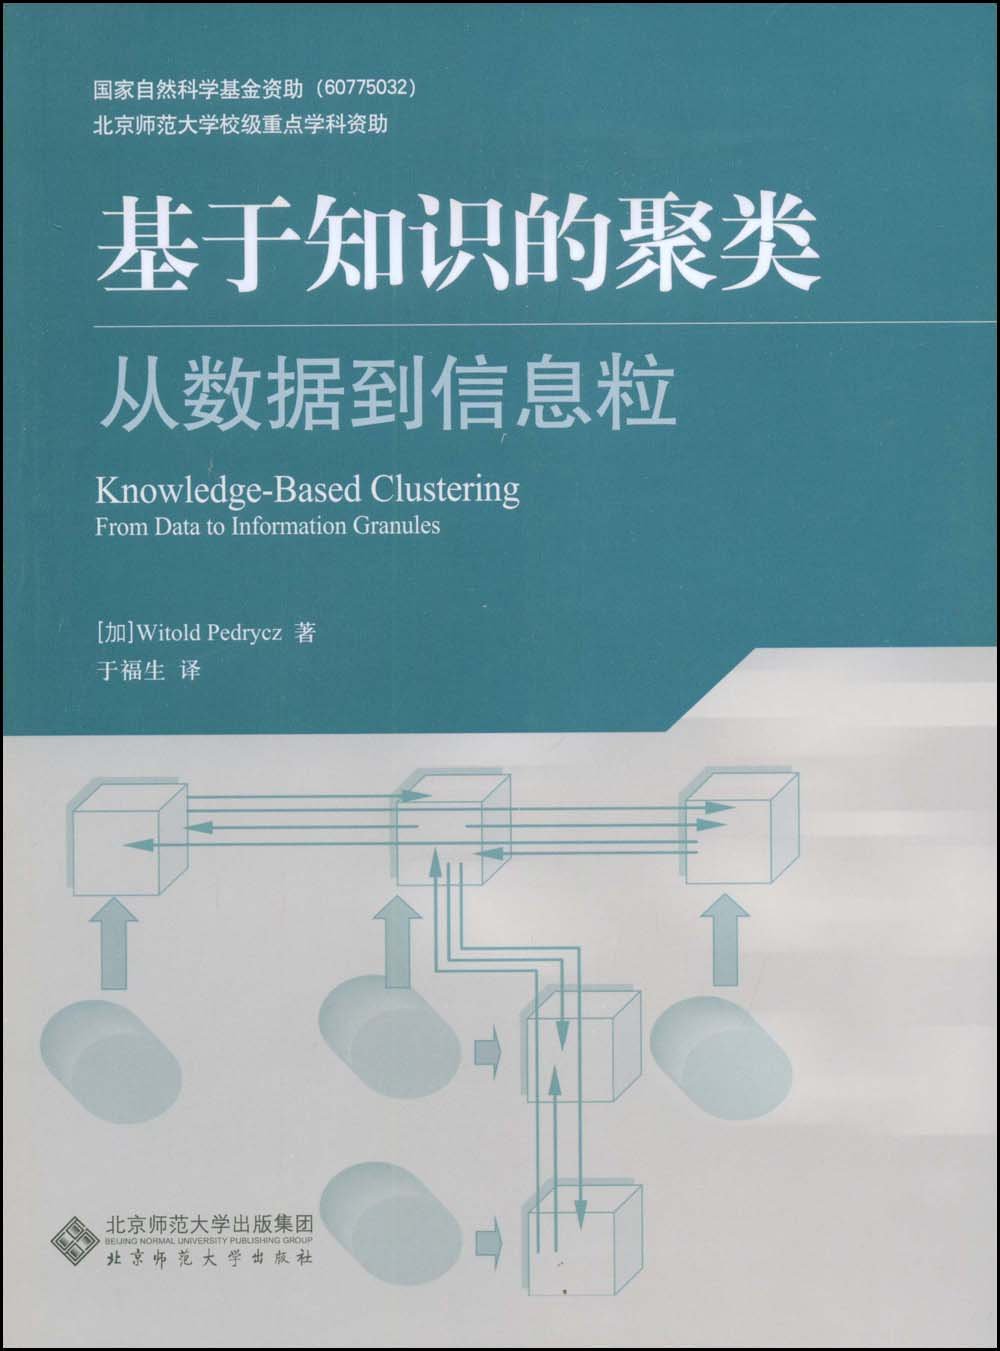 国家自然科学基金资助（60775032）
北京师范大学校级重点学科资助
基于知识的聚类
从数据到信息粒
Knowledge-Based Clustering
From Data to Information Granules
[加]Witold Pedrycz 著
于福生 译
北京师范大学出版集团
BEIJING NORMAL UNIVERSITY PUBLISHING GROUP
北京师范大学出版社